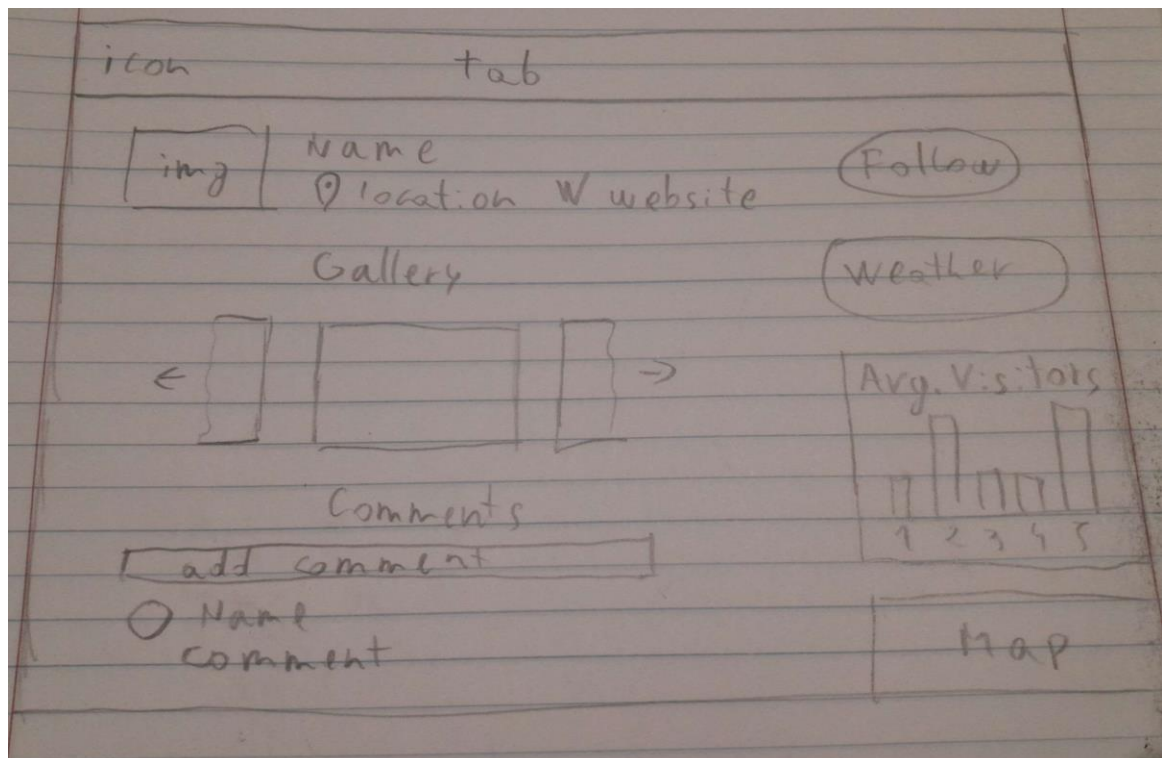 icon tab
img
Name
location W website
Follow
Gallery
Weather
Avg. Visitors
1 2 3 4 5
Comments
add comment
Name
comment
Map